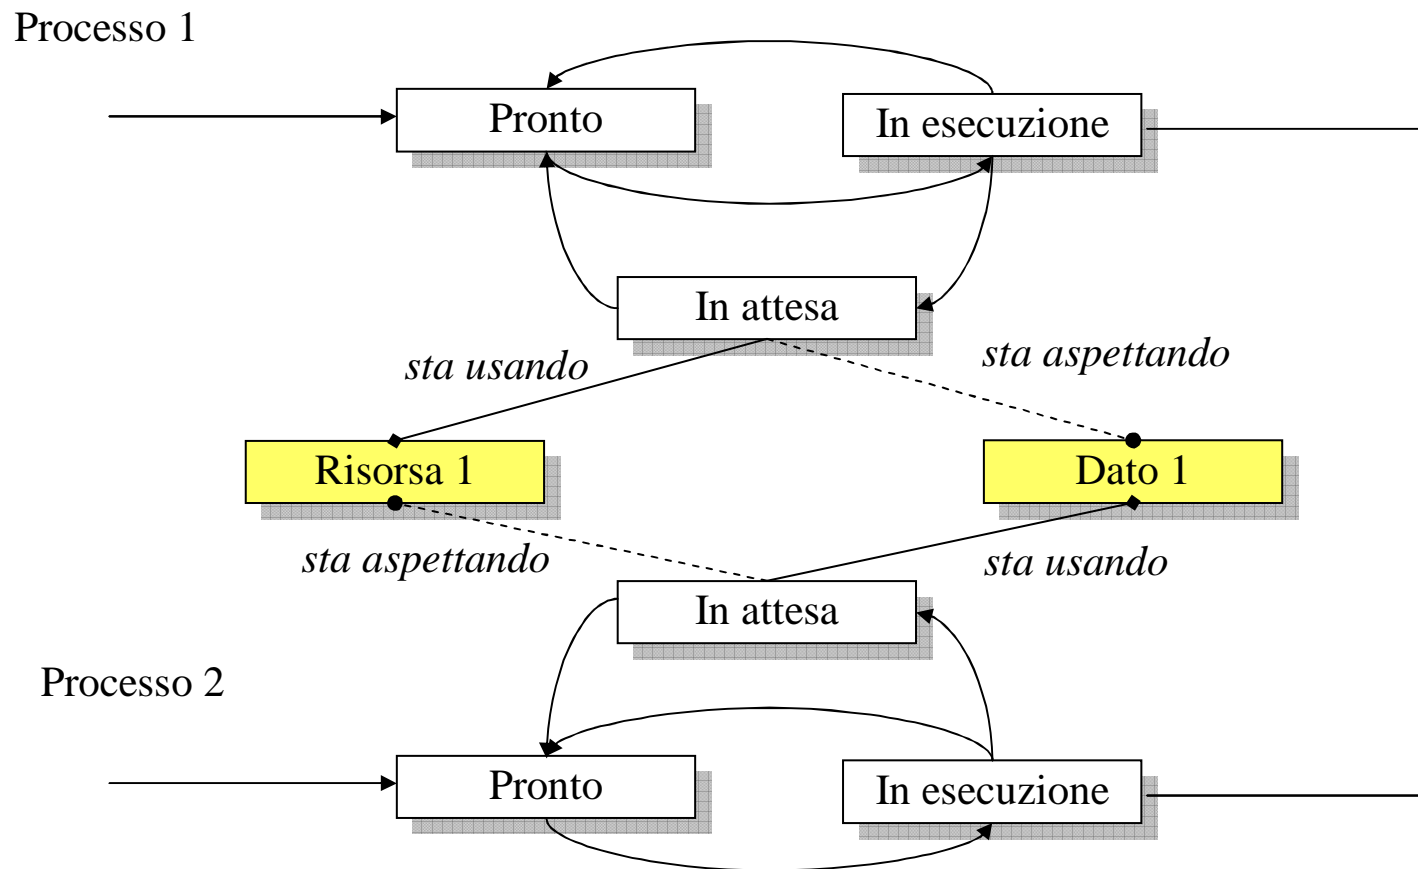 Processo 1
Pronto
In esecuzione
In attesa
sta usando
sta aspettando
Risorsa 1
Dato 1
sta aspettando
sta usando
In attesa
Processo 2
Pronto
In esecuzione